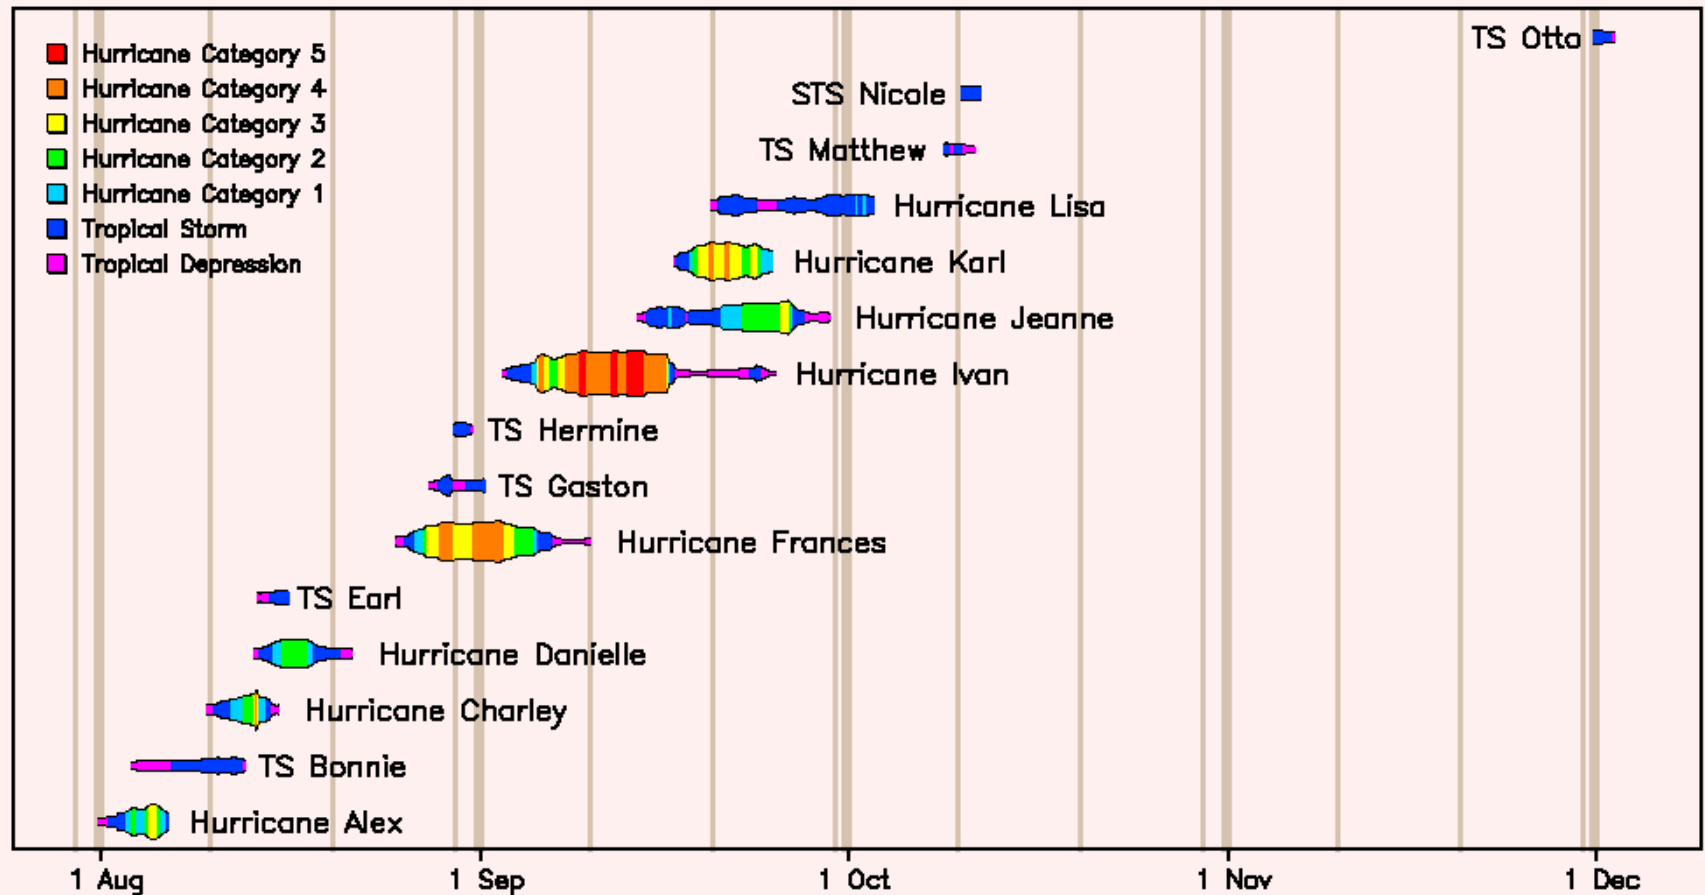 Hurricane Category 5
Hurricane Category 4
Hurricane Category 3
Hurricane Category 2
Hurricane Category 1
Tropical Storm
Tropical Depression
TS Otto
STS Nicole
TS Matthew
Hurricane Lisa
Hurricane Karl
Hurricane Jeanne
Hurricane Ivan
TS Hermine
TS Gaston
Hurricane Frances
TS Earl
Hurricane Danielle
Hurricane Charley
TS Bonnie
Hurricane Alex
1 Aug 1 Sep 1 Oct 1 Nov 1 Dec